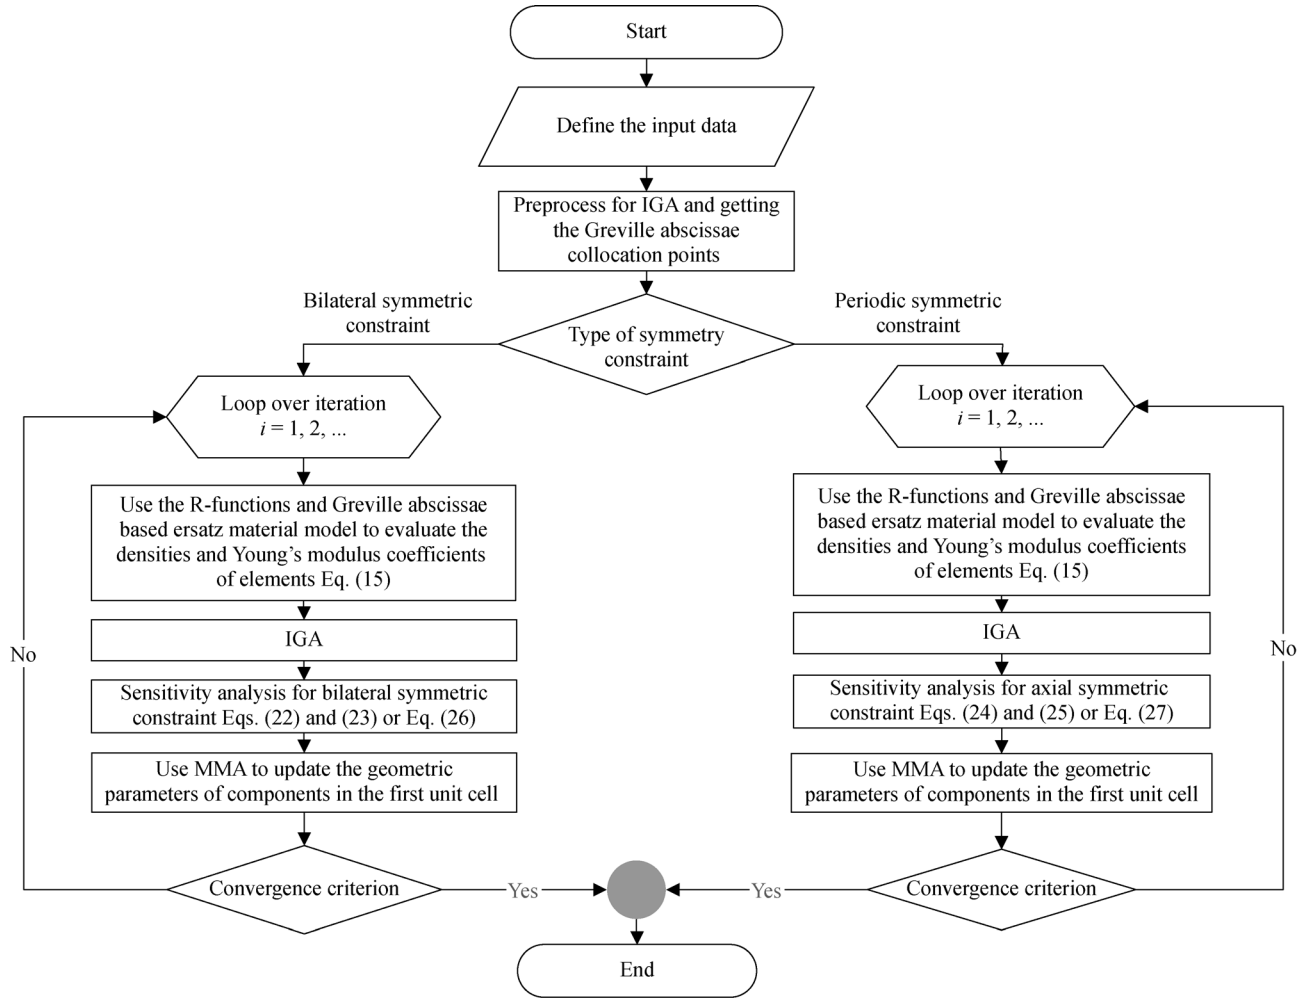 Start
Define the input data
Preprocess for IGA and getting
the Greville abscissae
collocation points
Type of symmetry
constraint
Bilateral symmetric
constraint
Loop over iteration
i = 1, 2, ...
Use the R-functions and Greville abscissae
based ersatz material model to evaluate the
densities and Young’s modulus coefficients
of elements Eq. (15)
IGA
Sensitivity analysis for bilateral symmetric
constraint Eqs. (22) and (23) or Eq. (26)
Use MMA to update the geometric
parameters of components in the first unit cell
Convergence criterion
No
Yes
Periodic symmetric
constraint
Loop over iteration
i = 1, 2, ...
Use the R-functions and Greville abscissae
based ersatz material model to evaluate the
densities and Young’s modulus coefficients
of elements Eq. (15)
IGA
Sensitivity analysis for axial symmetric
constraint Eqs. (24) and (25) or Eq. (27)
Use MMA to update the geometric
parameters of components in the first unit cell
Convergence criterion
No
Yes
End